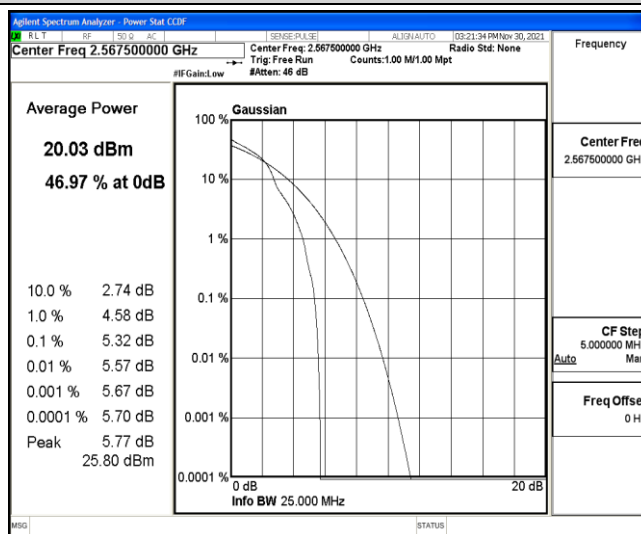 Agilent Spectrum Analyzer - Power Stat CCDF
LXI RLT RF 50 Ω AC SENSE:PULSE ALIGN AUTO 03:21:34 PM Nov 30, 2021
Center Freq 2.567500000 GHz
Center Freq: 2.567500000 GHz Radio Std: None
Trig: Free Run Counts:1.00 M/1.00 Mpt
#IFGain:Low #Atten: 46 dB
Frequency
Average Power
20.03 dBm
46.97 % at 0dB
10.0 % 2.74 dB
1.0 % 4.58 dB
0.1 % 5.32 dB
0.01 % 5.57 dB
0.001 % 5.67 dB
0.0001 % 5.70 dB
Peak 5.77 dB
25.80 dBm
Gaussian
100 %
10 %
1 %
0.1 %
0.01 %
0.001 %
0.0001 %
0 dB 20 dB
Info BW 25.000 MHz
Center Fre
2.567500000 GH
CF Ste
5.000000 MH
Auto Ma
Freq Offse
0 H
MSG STATUS